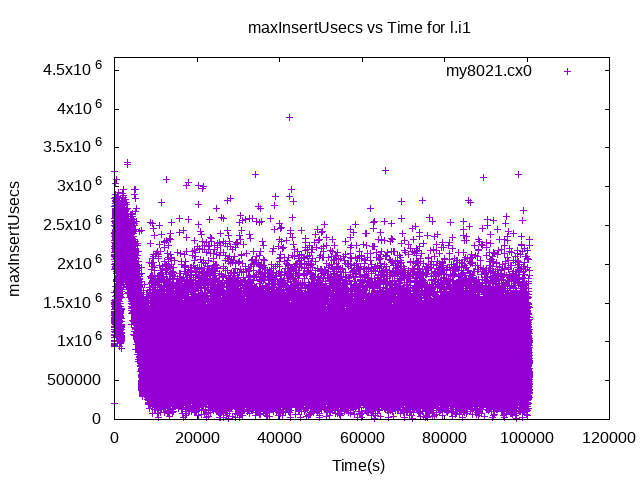 maxInsertUsecs vs Time for l.i1
my8021.cx0
4.5x10 6
4x10 6
3.5x10 6
3x10 6
2.5x10 6
2x10 6
1.5x10 6
1x10 6
500000
0
maxInsertUsecs
0 20000 40000 60000 80000 100000 120000
Time(s)